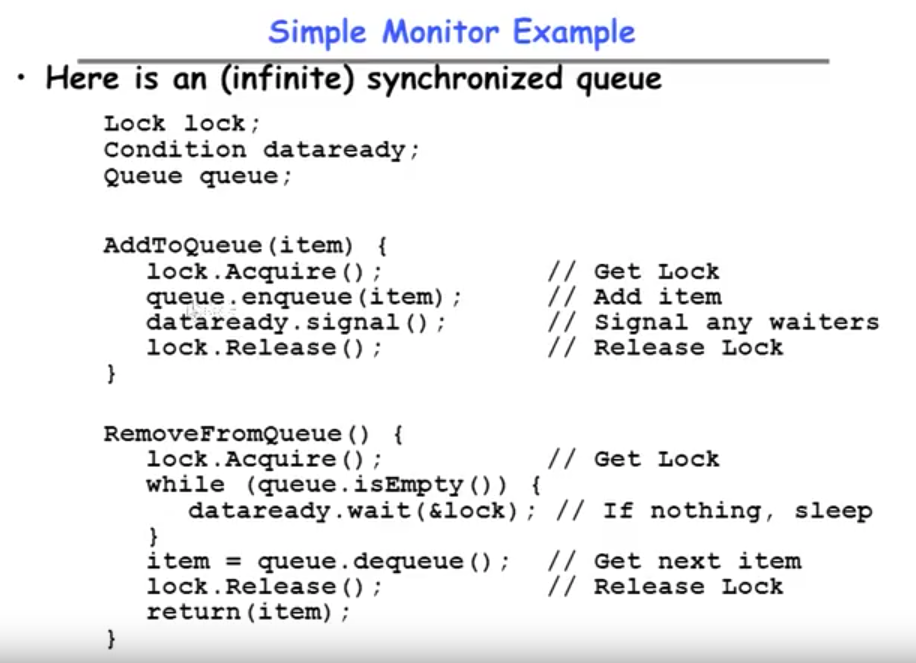 Simple Monitor Example
• Here is an (infinite) synchronized queue
Lock lock;
Condition dataready;
Queue queue;
AddToQueue(item) {
lock.Acquire(); // Get Lock
queue.enqueue(item); // Add item
dataready.signal(); // Signal any waiters
lock.Release(); // Release Lock
}
RemoveFromQueue() {
lock.Acquire(); // Get Lock
while (queue.isEmpty()) {
dataready.wait(&lock); // If nothing, sleep
}
item = queue.dequeue(); // Get next item
lock.Release(); // Release Lock
return(item);
}